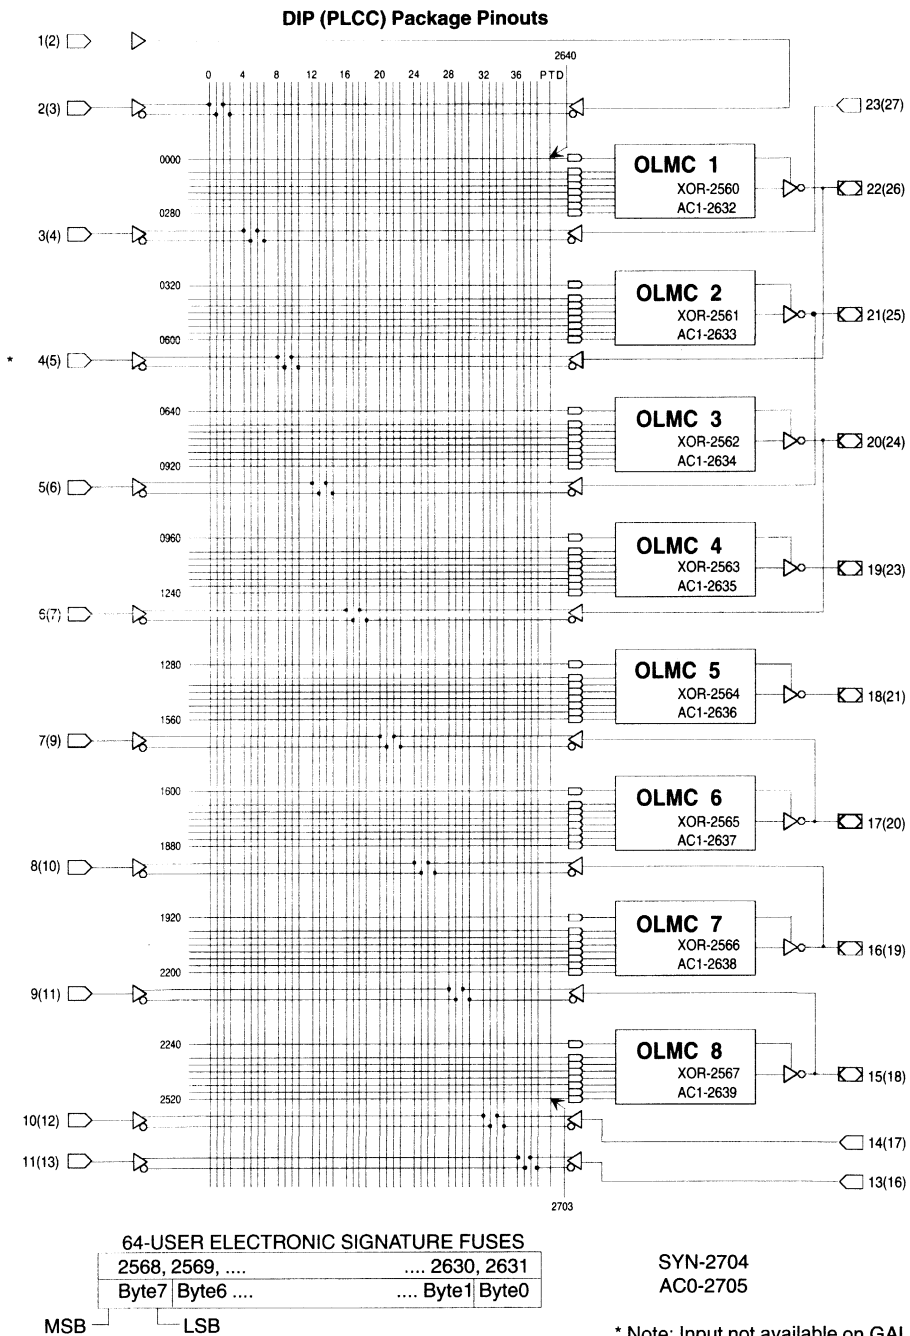 DIP (PLCC) Package Pinouts
1(2)
2640
0 4 8 12 16 20 24 28 32 36 PTD
2(3)
23(27)
0000
OLMC 1
XOR-2560
22(26)
AC1-2632
0280
3(4)
0320
OLMC 2
XOR-2561
21(25)
AC1-2633
0600
* 4(5)
0640
OLMC 3
XOR-2562
20(24)
AC1-2634
0920
5(6)
0960
OLMC 4
XOR-2563
19(23)
AC1-2635
1240
6(7)
1280
OLMC 5
XOR-2564
18(21)
AC1-2636
1560
7(9)
1600
OLMC 6
XOR-2565
17(20)
AC1-2637
1880
8(10)
1920
OLMC 7
XOR-2566
16(19)
AC1-2638
2200
9(11)
2240
OLMC 8
XOR-2567
15(18)
AC1-2639
2520
10(12)
14(17)
11(13)
13(16)
2703
64-USER ELECTRONIC SIGNATURE FUSES
2568, 2569, .... .... 2630, 2631
Byte7 Byte6 .... .... Byte1 Byte0
MSB LSB
SYN-2704
AC0-2705
* Note: Input not available on GAL